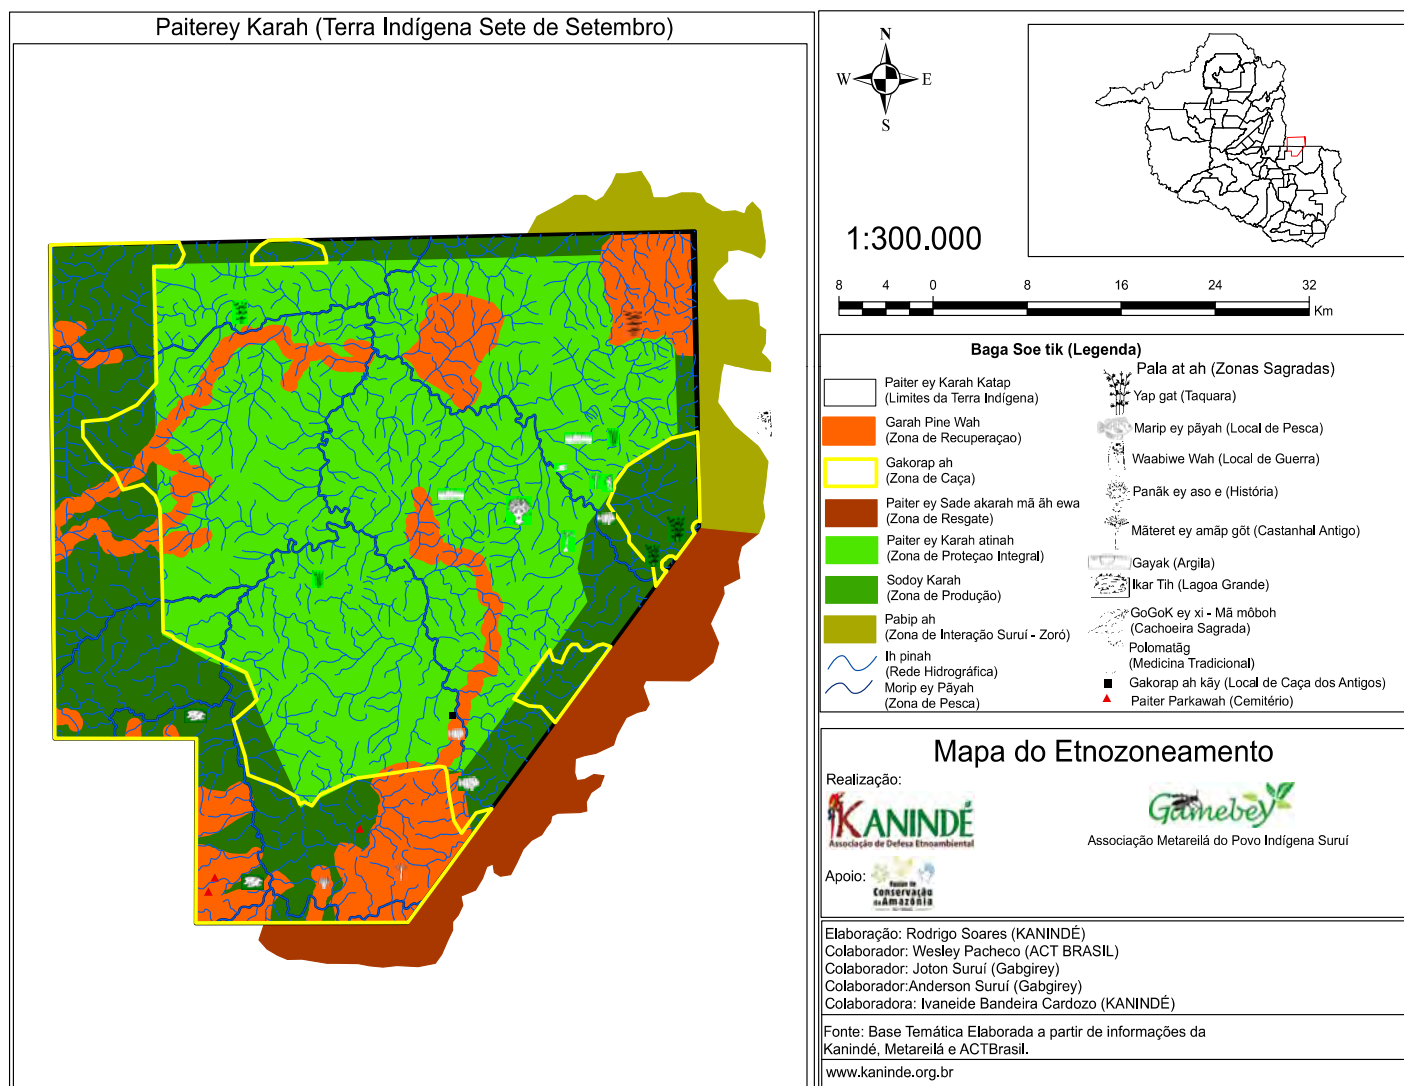 Paiterey Karah (Terra Indígena Sete de Setembro)
N
W
E
S
1:300.000
8 4 0 8 16 24 32
Km
Baga Soe tik (Legenda)
Paiter ey Karah Katap
(Limites da Terra Indígena)
Garah Pine Wah
(Zona de Recuperaçao)
Gakorap ah
(Zona de Caça)
Paiter ey Sade akarah mã ãh ewa
(Zona de Resgate)
Paiter ey Karah atinah
(Zona de Proteçao Integral)
Sodoy Karah
(Zona de Produção)
Pabip ah
(Zona de Interação Suruí - Zoró)
Ih pinah
(Rede Hidrográfica)
Morip ey Pãyah
(Zona de Pesca)
Pala at ah (Zonas Sagradas)
Yap gat (Taquara)
Marip ey pãyah (Local de Pesca)
Waabiwe Wah (Local de Guerra)
Panãk ey aso e (História)
Mãteret ey amãp gõt (Castanhal Antigo)
Gayak (Argila)
Ikar Tih (Lagoa Grande)
GoGoK ey xi - Mã môboh
(Cachoeira Sagrada)
Polomatãg
(Medicina Tradicional)
Gakorap ah kãy (Local de Caça dos Antigos)
Paiter Parkawah (Cemitério)
Mapa do Etnozoneamento
Realização:
KANINDÉ
Associação de Defesa Etnoambiental
Gamebey
Associação Metareilá do Povo Indígena Suruí
Apoio:
Conservação
da Amazônia
Elaboração: Rodrigo Soares (KANINDÉ)
Colaborador: Wesley Pacheco (ACT BRASIL)
Colaborador: Joton Suruí (Gabgirey)
Colaborador:Anderson Suruí (Gabgirey)
Colaboradora: Ivaneide Bandeira Cardozo (KANINDÉ)
Fonte: Base Temática Elaborada a partir de informações da
Kanindé, Metareilá e ACTBrasil.
www.kaninde.org.br